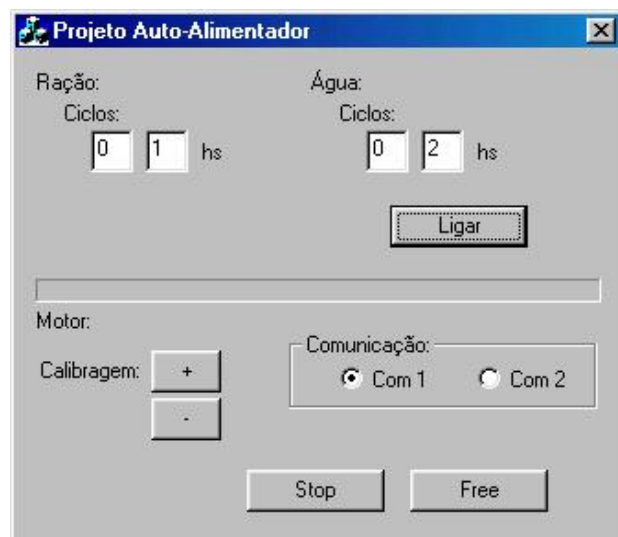 Projeto Auto-Alimentador
Ração: Água:
Ciclos: Ciclos:
0 1 hs 0 2 hs
Ligar
Motor:
Comunicação:
Calibragem: + Com 1 Com 2
-
Stop Free